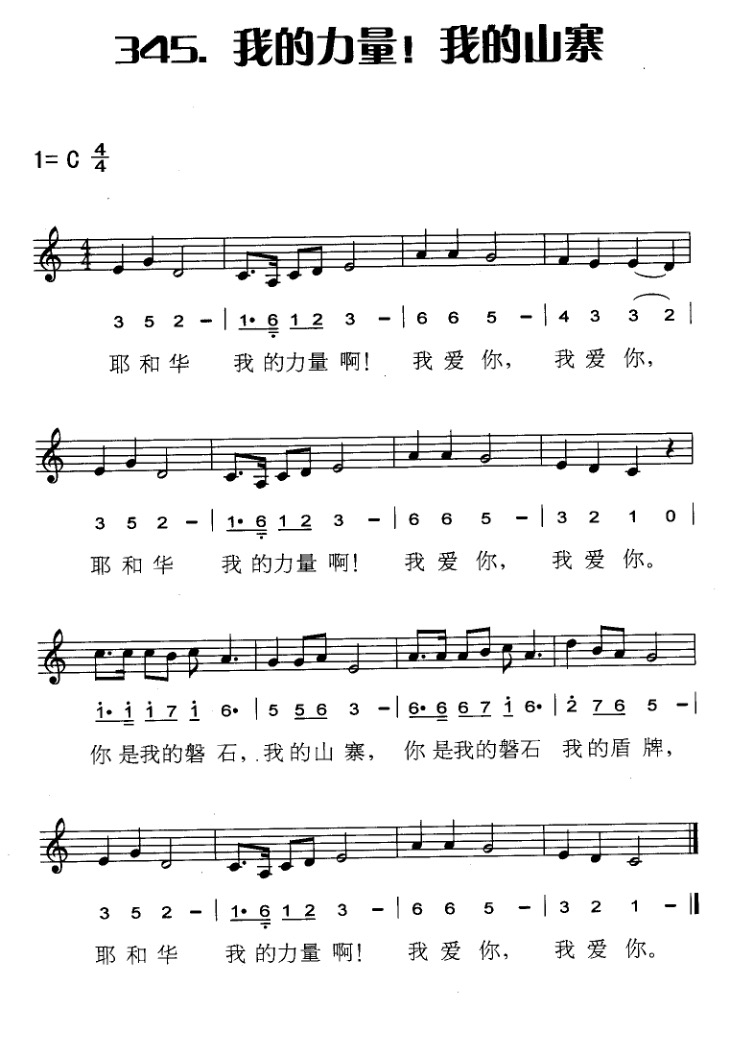 345. 我的力量! 我的山寨
1= C 4/4
3 5 2 – | 1• 6 1 2 3 – | 6 6 5 – | 4 3 3 2 |
耶和华 我的力量啊! 我爱你, 我爱你,
3 5 2 – | 1• 6 1 2 3 – | 6 6 5 – | 3 2 1 0 |
耶和华 我的力量啊! 我爱你, 我爱你。
1• 1 1 7 1 6• | 5 5 6 3 – | 6• 6 6 7 1 6• | 2 7 6 5 – |
你是我的磐石, 我的山寨, 你是我的磐石 我的盾牌,
3 5 2 – | 1• 6 1 2 3 – | 6 6 5 – | 3 2 1 – ‖
耶和华 我的力量啊! 我爱你, 我爱你。